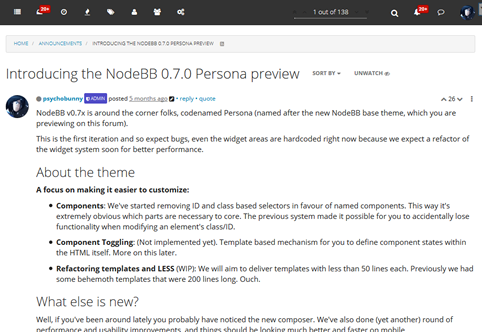 29+ 1 out of 138 29+
HOME / ANNOUNCEMENTS / INTRODUCING THE NODEBB 0.7.0 PERSONA PREVIEW
Introducing the NodeBB 0.7.0 Persona preview SORT BY UNWATCH
psychobunny ADMIN posted 5 months ago • reply • quote 26
NodeBB v0.7x is around the corner folks, codenamed Persona (named after the new NodeBB base theme, which you are
previewing on this forum).
This is the first iteration and so expect bugs, even the widget areas are hardcoded right now because we expect a refactor of
the widget system soon for better performance.
About the theme
A focus on making it easier to customize:
• Components: We've started removing ID and class based selectors in favour of named components. This way it's
extremely obvious which parts are necessary to core. The previous system made it possible for you to accidentally lose
functionality when modifying an element's class/ID.
• Component Toggling: (Not implemented yet). Template based mechanism for you to define component states within
the HTML itself. More on this later.
• Refactoring templates and LESS (WIP): We will aim to deliver templates with less than 50 lines each. Previously we had
some behemoth templates that were 200 lines long. Ouch.
What else is new?
Well, if you've been around lately you probably have noticed the new composer. We've also done (yet another) round of
performance and usability improvements, and things should be looking much better and faster on mobile.